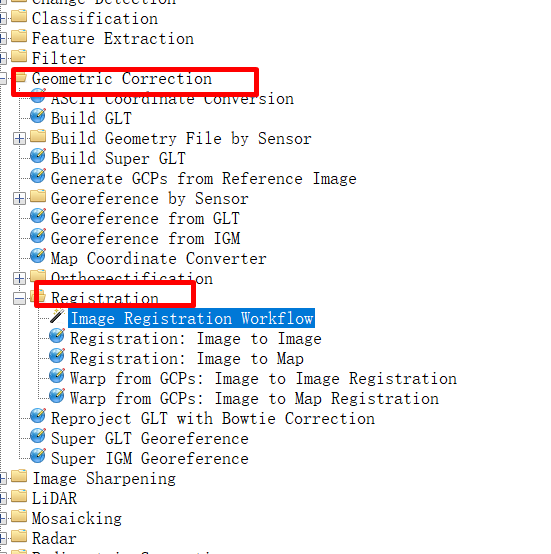 Change Detection
Classification
Feature Extraction
Filter
Geometric Correction
ASCII Coordinate Conversion
Build GLT
Build Geometry File by Sensor
Build Super GLT
Generate GCPs from Reference Image
Georeference by Sensor
Georeference from GLT
Georeference from IGM
Map Coordinate Converter
Orthorectification
Registration
Image Registration Workflow
Registration: Image to Image
Registration: Image to Map
Warp from GCPs: Image to Image Registration
Warp from GCPs: Image to Map Registration
Reproject GLT with Bowtie Correction
Super GLT Georeference
Super IGM Georeference
Image Sharpening
LiDAR
Mosaicking
Radar
Radiometric Correction